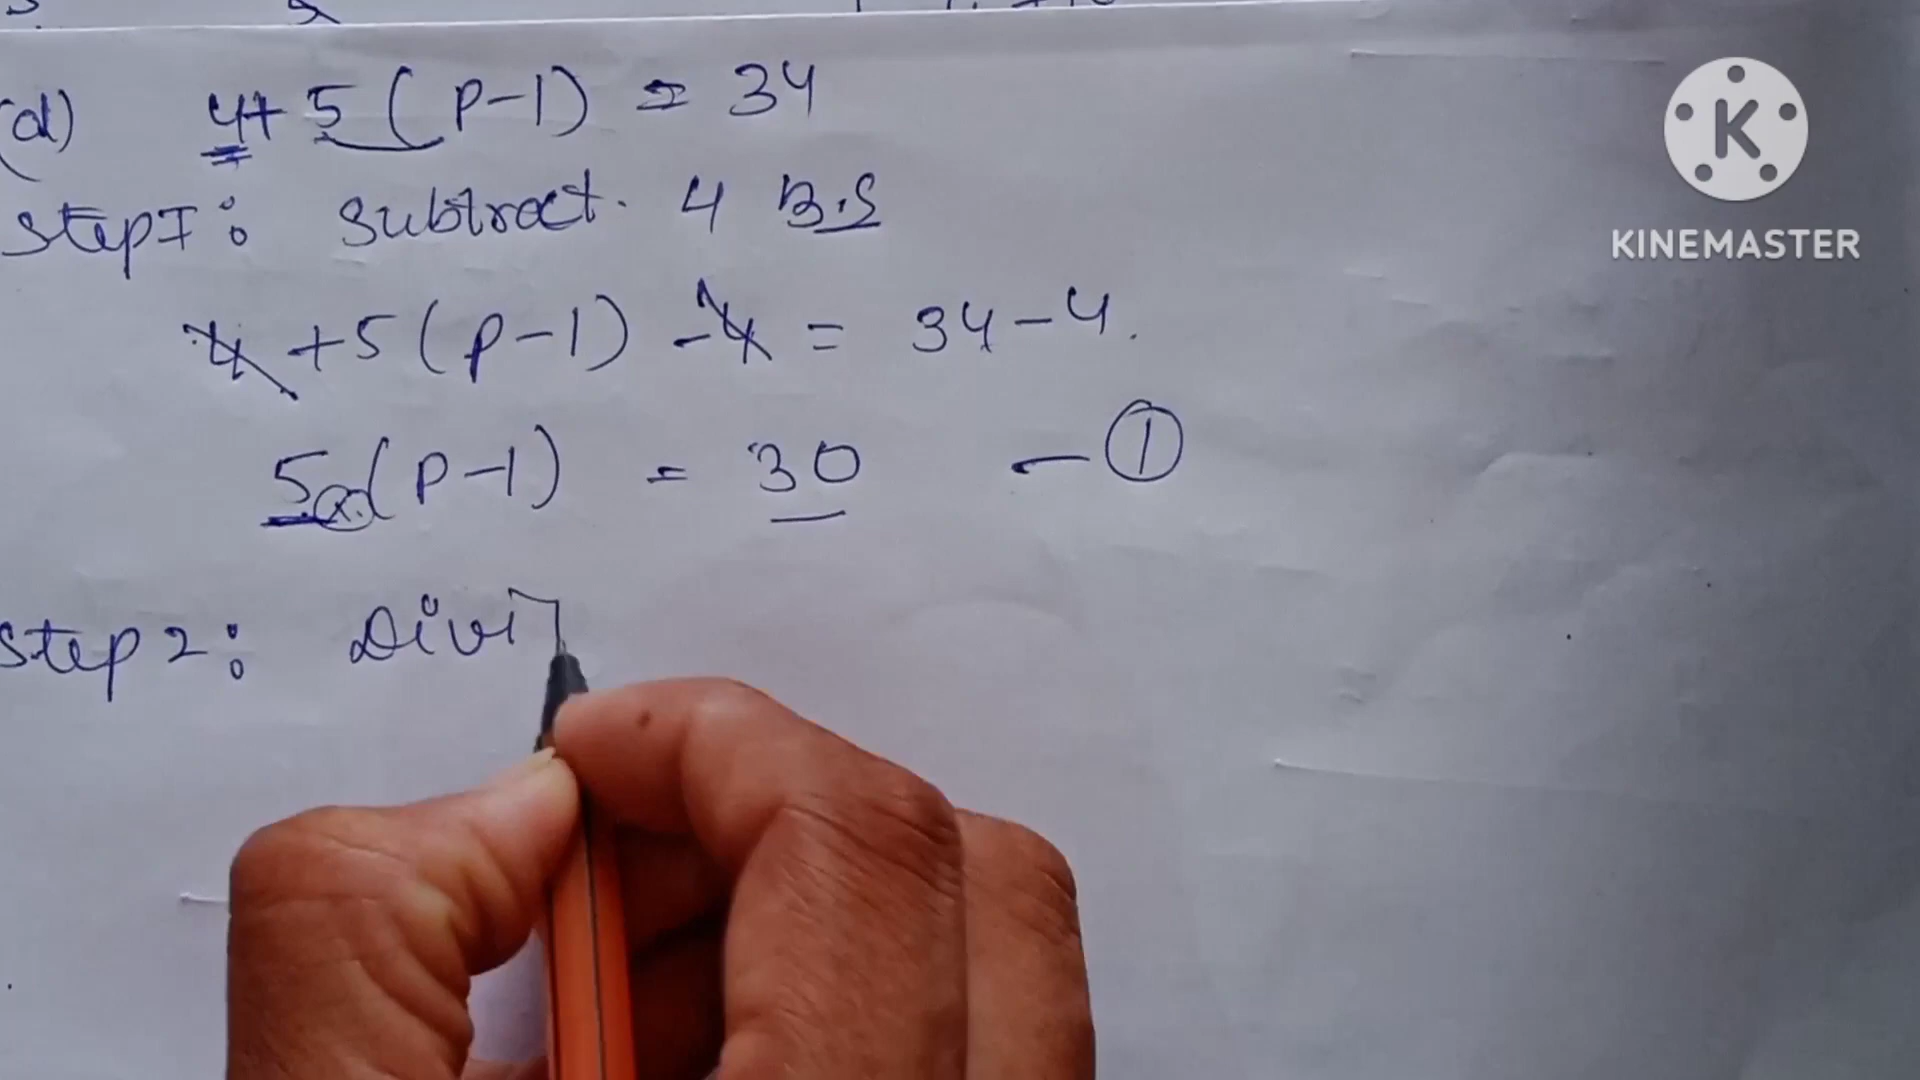 (d) 4+ 5 ( p-1) = 34
Step I : subtract. 4 B.S
4 +5 ( p-1) -4 = 34-4.
5 x (p-1) = 30 - 1
Step 2 : Divi
K
KINEMASTER